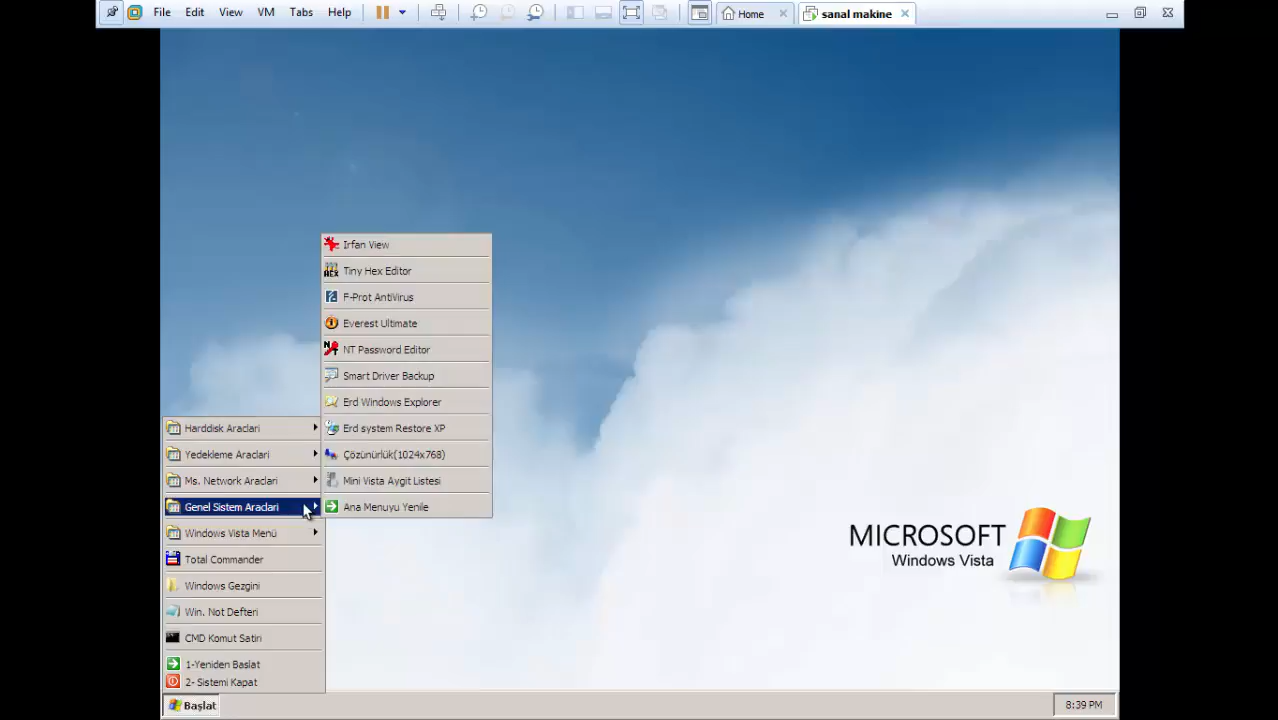 File Edit View VM Tabs Help Home sanal makine
Irfan View
Tiny Hex Editor
F-Prot AntiVirus
Everest Ultimate
NT Password Editor
Smart Driver Backup
Erd Windows Explorer
Erd system Restore XP
Çözünürlük(1024x768)
Mini Vista Aygit Listesi
Ana Menuyu Yenile
Harddisk Araclari
Yedekleme Araclari
Ms. Network Araclari
Genel Sistem Araclari
Windows Vista Menü
Total Commander
Windows Gezgini
Win. Not Defteri
CMD Komut Satiri
1-Yeniden Baslat
2- Sistemi Kapat
MICROSOFT
Windows Vista
Başlat
8:39 PM